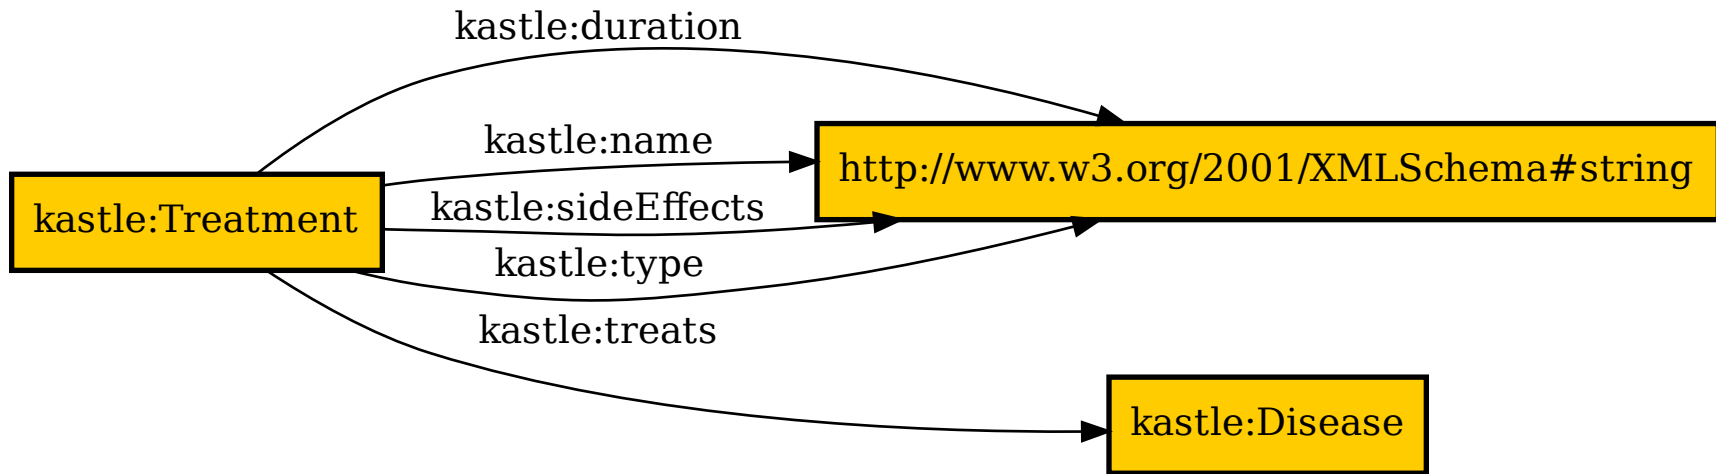 kastle:duration
kastle:name
http://www.w3.org/2001/XMLSchema#string
kastle:Treatment
kastle:sideEffects
kastle:type
kastle:treats
kastle:Disease